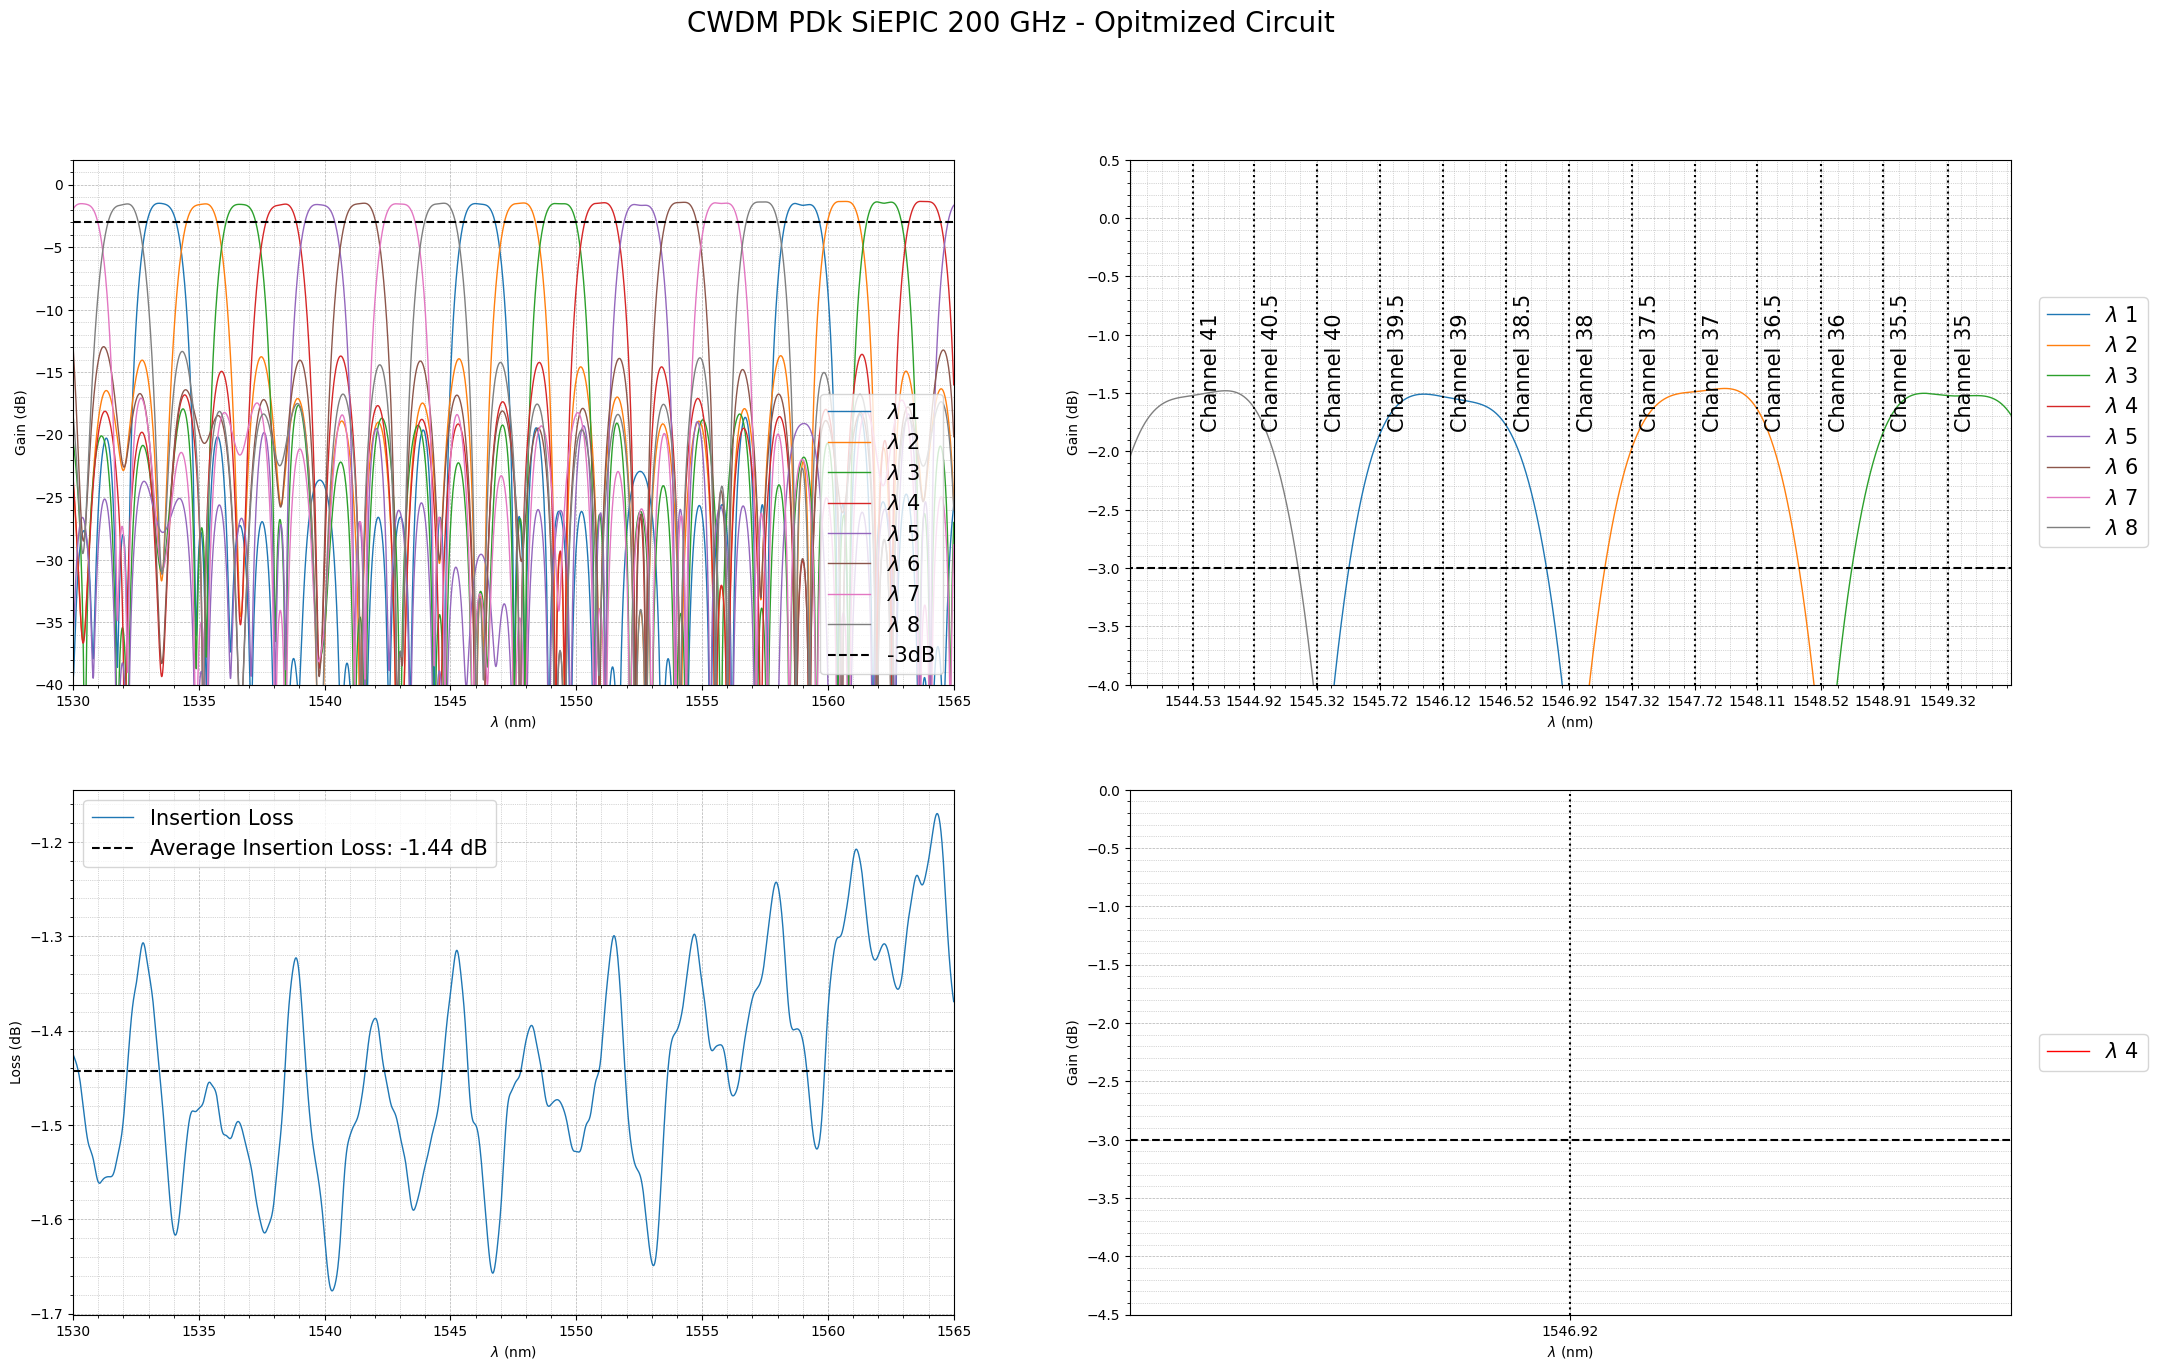 CWDM PDk SiEPIC 200 GHz - Opitmized Circuit
Gain (dB)
0
−5
−10
−15
−20
−25
−30
−35
−40
λ 1
λ 2
λ 3
λ 4
λ 5
λ 6
λ 7
λ 8
-3dB
1530 1535 1540 1545 1550 1555 1560 1565
λ (nm)
Gain (dB)
0.5
0.0
−0.5
−1.0
−1.5
−2.0
−2.5
−3.0
−3.5
−4.0
Channel 41
Channel 40.5
Channel 40
Channel 39.5
Channel 39
Channel 38.5
Channel 38
Channel 37.5
Channel 37
Channel 36.5
Channel 36
Channel 35.5
Channel 35
1544.53 1544.92 1545.32 1545.72 1546.12 1546.52 1546.92 1547.32 1547.72 1548.11 1548.52 1548.91 1549.32
λ (nm)
λ 1
λ 2
λ 3
λ 4
λ 5
λ 6
λ 7
λ 8
Loss (dB)
−1.2
−1.3
−1.4
−1.5
−1.6
−1.7
Insertion Loss
Average Insertion Loss: -1.44 dB
1530 1535 1540 1545 1550 1555 1560 1565
λ (nm)
Gain (dB)
0.0
−0.5
−1.0
−1.5
−2.0
−2.5
−3.0
−3.5
−4.0
−4.5
1546.92
λ (nm)
λ 4